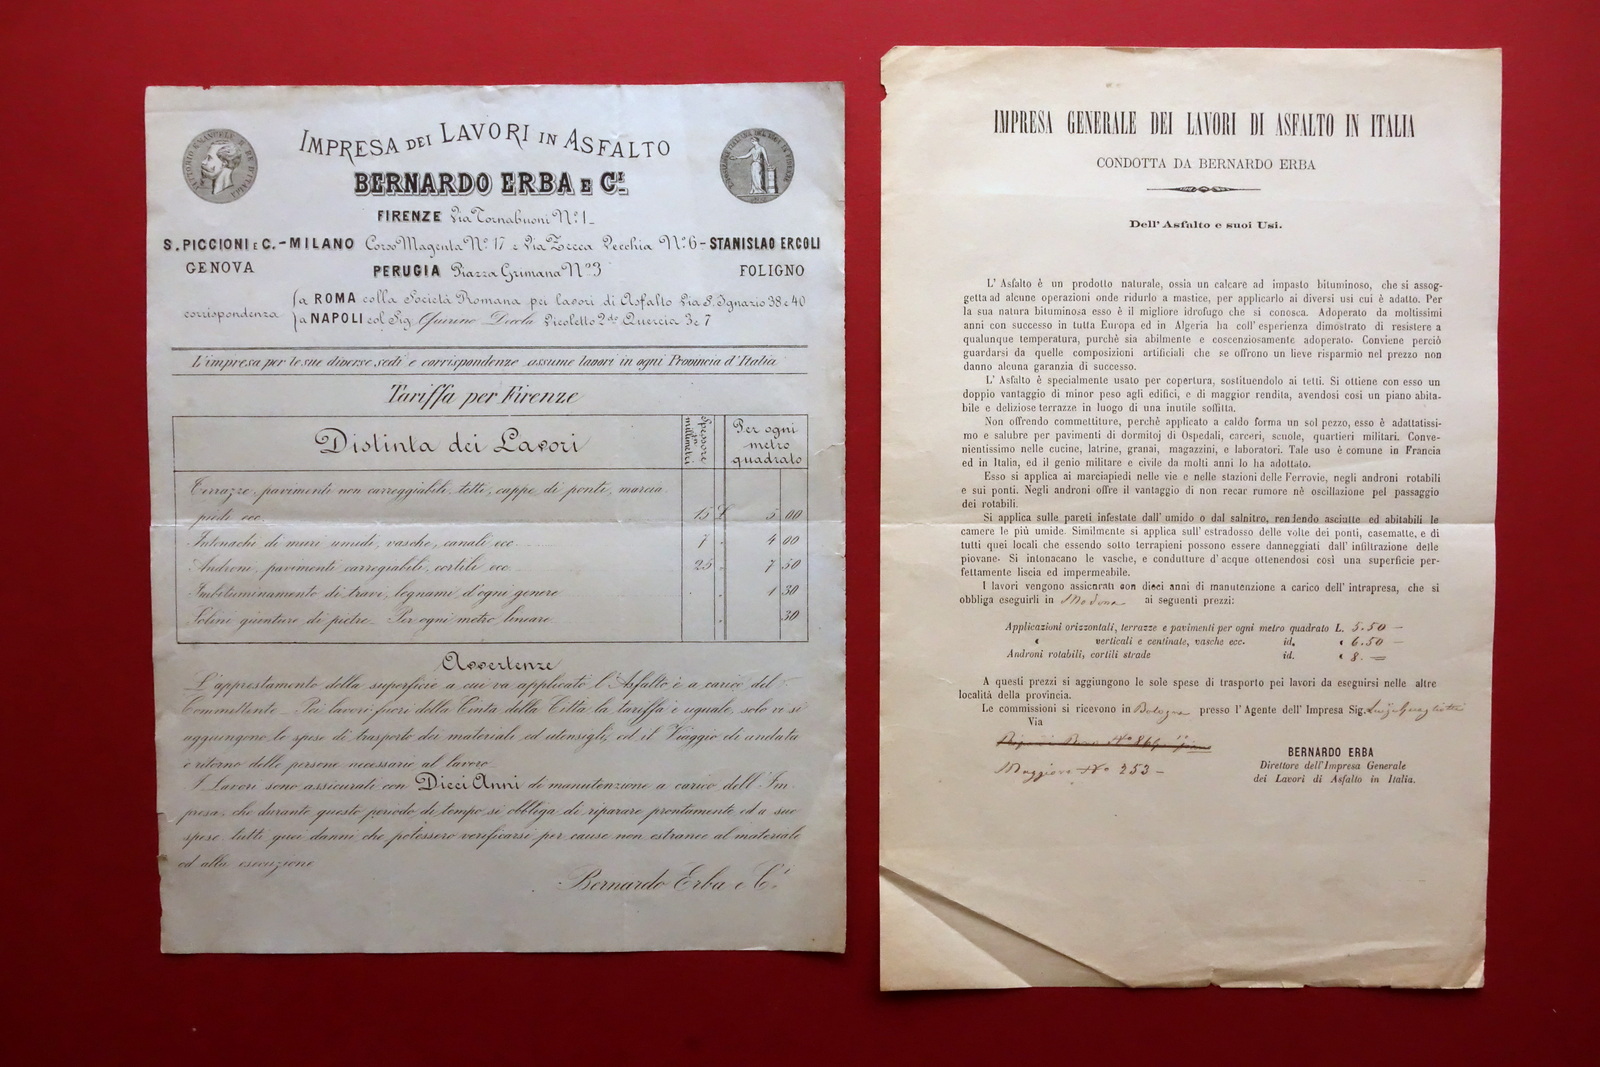 IMPRESA DEI LAVORI IN ASFALTO
BERNARDO ERBA E C.I
FIRENZE Via Tornabuoni N.o 1_
S. PICCIONI E C. - MILANO Corso Magenta N.o 17 e Via Zecca Vecchia N.o 6 - STANISLAO ERCOLI
GENOVA PERUGIA Piazza Grimana N.o 3 FOLIGNO
corrispondenza
a ROMA colla Società Romana pei lavori di Asfalto Via S. Ignazio 38 e 40
a NAPOLI col Sig. Vicoletto 2do Quercia 3 e 7
L'impresa per le sue diverse sedi e corrispondenze assume lavori in ogni Provincia d'Italia
Tariffa per Firenze
Distinta dei Lavori
Spessore in millimetri
Per ogni metro quadrato
Terrazze, pavimenti non carreggiabili, tetti, cappe di ponti, marcia
piedi ecc. 15 L. 5 00
Intonachi di muri umidi, vasche, canali ecc 7 " 4 00
Androni, pavimenti carregiabili, cortili ecc. 25 " 7 50
Imbituminamento di travi, legnami d'ogni genere " 1 30
Solini giunture di pietre _ Per ogni metro lineare " 30
Avvertenze
L'apprestamento della superficie a cui va applicato l'Asfalto è a carico del
Committente _ Pei lavori fuori della Cinta della Città la tariffa è uguale, solo vi si
aggiungono le spese di trasporto dei materiali ed utensigli, ed il Viaggio di andata
e ritorno delle persone necessarie al lavoro
I Lavori sono assicurati con Dieci Anni di manutenzione a carico dell'Im
presa, che durante questo periodo di tempo si obbliga di riparare prontamente ed a sue
spese tutti quei danni che potessero verificarsi per cause non estranee al materiale
ed alla esecuzione
Bernardo Erba e C.i
IMPRESA GENERALE DEI LAVORI DI ASFALTO IN ITALIA
CONDOTTA DA BERNARDO ERBA
Dell'Asfalto e suoi Usi.
L'Asfalto è un prodotto naturale, ossia un calcare ad impasto bituminoso, che si assog-
getta ad alcune operazioni onde ridurlo a mastice, per applicarlo ai diversi usi cui è adatto. Per
la sua natura bituminosa esso è il migliore idrofugo che si conosca. Adoperato da moltissimi
anni con successo in tutta Europa ed in Algeria ha coll'esperienza dimostrato di resistere a
qualunque temperatura, purchè sia abilmente e coscenziosamente adoperato. Conviene perciò
guardarsi da quelle composizioni artificiali che se offrono un lieve risparmio nel prezzo non
danno alcuna garanzia di successo.
L'Asfalto è specialmente usato per copertura, sostituendolo ai tetti. Si ottiene con esso un
doppio vantaggio di minor peso agli edifici, e di maggior rendita, avendosi così un piano abita-
bile e deliziose terrazze in luogo di una inutile soffitta.
Non offrendo commettiture, perchè applicato a caldo forma un sol pezzo, esso è adattatissi-
mo e salubre per pavimenti di dormitoj di Ospedali, carceri, scuole, quartieri militari. Conve-
nientissimo nelle cucine, latrine, granai, magazzini, e laboratori. Tale uso è comune in Francia
ed in Italia, ed il genio militare e civile da molti anni lo ha adottato.
Esso si applica ai marciapiedi nelle vie e nelle stazioni delle Ferrovie, negli androni rotabili
e sui ponti. Negli androni offre il vantaggio di non recar rumore nè oscillazione pel passaggio
dei rotabili.
Si applica sulle pareti infestate dall'umido o dal salnitro, rendendo asciutte ed abitabili le
camere le più umide. Similmente si applica sull'estradosso delle volte dei ponti, casematte, e di
tutti quei locali che essendo sotto terrapieni possono essere danneggiati dall'infiltrazione delle
piovane. Si intonacano le vasche, e condutture d'acque ottenendosi così una superficie per-
fettamente liscia ed impermeabile.
I lavori vengono assicurati con dieci anni di manutenzione a carico dell'intrapresa, che si
obbliga eseguirli in Modena ai seguenti prezzi:
Applicazioni orizzontali, terrazze e pavimenti per ogni metro quadrato L. 5.50 —
« verticali e centinate, vasche ecc. id. « 6.50 —
Androni rotabili, cortili strade id. « 8. —
A questi prezzi si aggiungono le sole spese di trasporto pei lavori da eseguirsi nelle altre
località della provincia.
Le commissioni si ricevono in Bologna presso l'Agente dell'Impresa Sig. Luigi
Via
Maggiore No 253 —
BERNARDO ERBA
Direttore dell'Impresa Generale
dei Lavori di Asfalto in Italia.